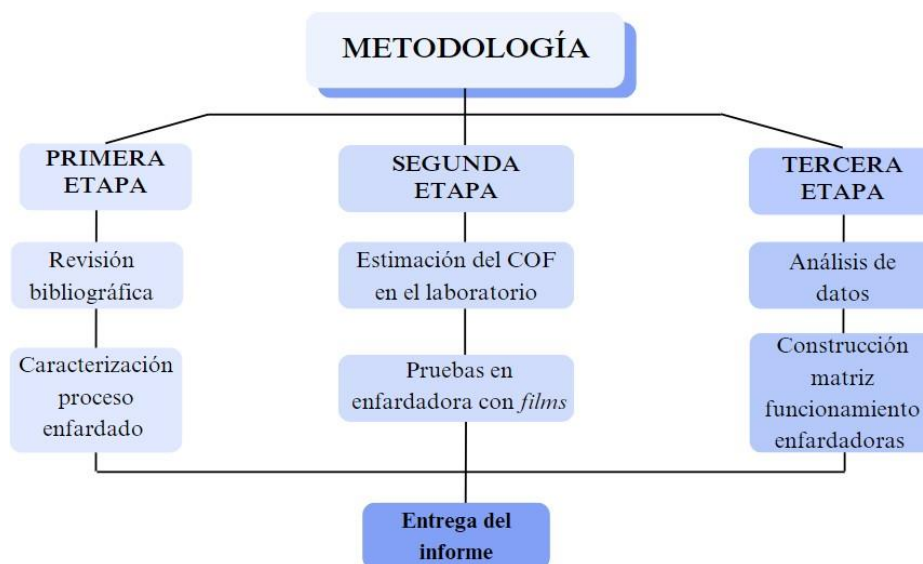 METODOLOGÍA
PRIMERA
ETAPA
Revisión
bibliográfica
Caracterización
proceso
enfardado
SEGUNDA
ETAPA
Estimación del COF
en el laboratorio
Pruebas en
enfardadora con films
TERCERA
ETAPA
Análisis de
datos
Construcción
matriz
funcionamiento
enfardadoras
Entrega del
informe